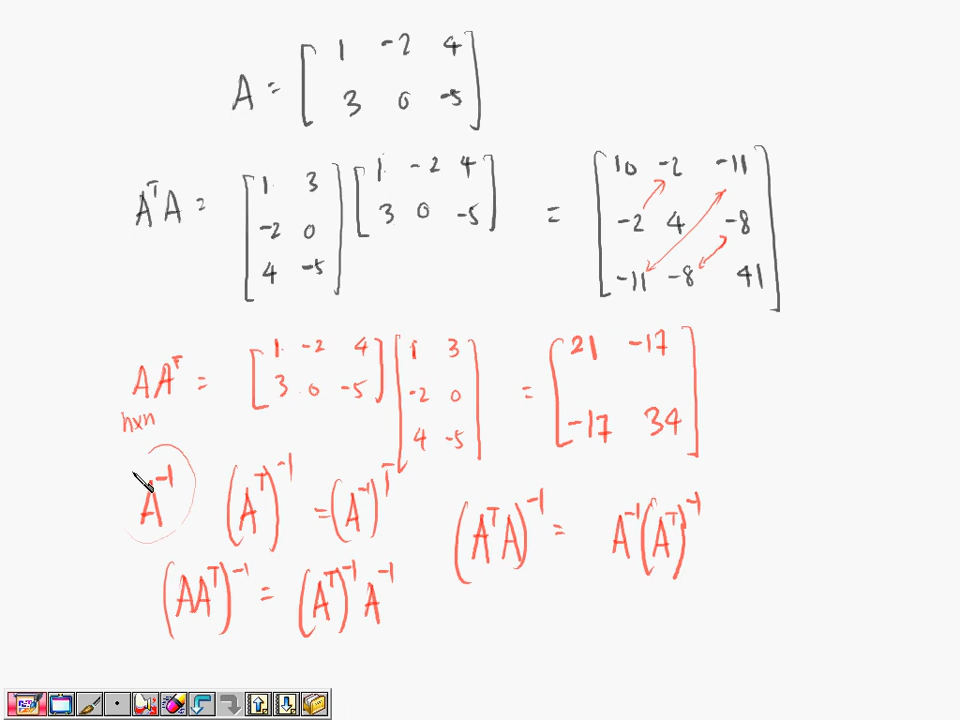 A = [ 1 -2 4
3 0 -5 ]
AᵀA = [ 1 3
-2 0
4 -5 ] [ 1 -2 4
3 0 -5 ] = [ 10 -2 -11
-2 4 -8
-11 -8 41 ]
AAᵀ = [ 1 -2 4
3 0 -5 ] [ 1 3
-2 0
4 -5 ] = [ 21 -17
-17 34 ]
n×n
A⁻¹ (Aᵀ)⁻¹ = (A⁻¹)ᵀ (AᵀA)⁻¹ = A⁻¹(Aᵀ)⁻¹
(AAᵀ)⁻¹ = (Aᵀ)⁻¹ A⁻¹